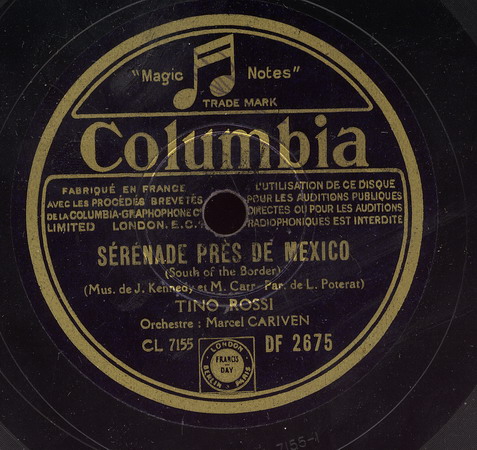 "Magic Notes"
TRADE MARK
Columbia
FABRIQUÉ EN FRANCE
AVEC LES PROCÉDÉS BREVETÉS
DE LA COLUMBIA-GRAPHOPHONE Cº
LIMITED LONDON. E.C.1
L'UTILISATION DE CE DISQUE
POUR LES AUDITIONS PUBLIQUES
DIRECTES OU POUR LES AUDITIONS
RADIOPHONIQUES EST INTERDITE
SÉRÉNADE PRÈS DE MEXICO
(South of the Border)
(Mus. de J. Kennedy et M. Carr Par. de L. Poterat)
TINO ROSSI
Orchestre : Marcel CARIVEN
CL 7155
LONDON
FRANCIS
DAY
BERLIN - PARIS
DF 2675
7155-1